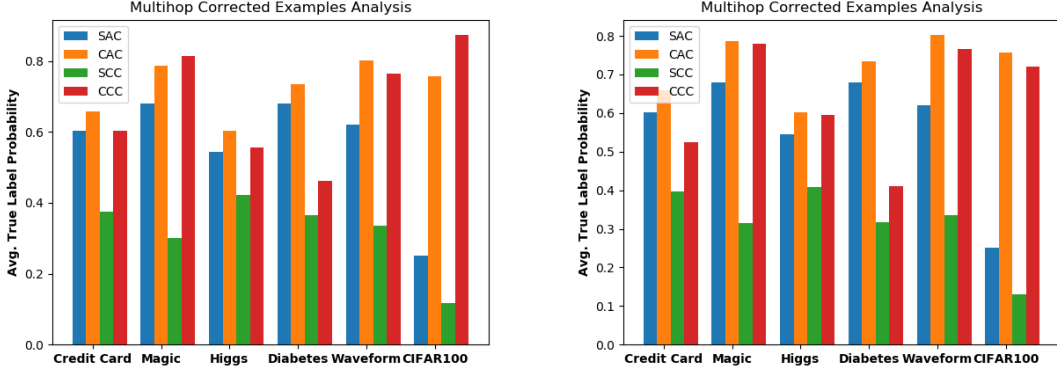 Multihop Corrected Examples Analysis
Avg. True Label Probability
0.8
0.6
0.4
0.2
0.0
SAC
CAC
SCC
CCC
Credit Card Magic Higgs Diabetes Waveform CIFAR100
Multihop Corrected Examples Analysis
Avg. True Label Probability
0.8
0.7
0.6
0.5
0.4
0.3
0.2
0.1
0.0
SAC
CAC
SCC
CCC
Credit Card Magic Higgs Diabetes Waveform CIFAR100